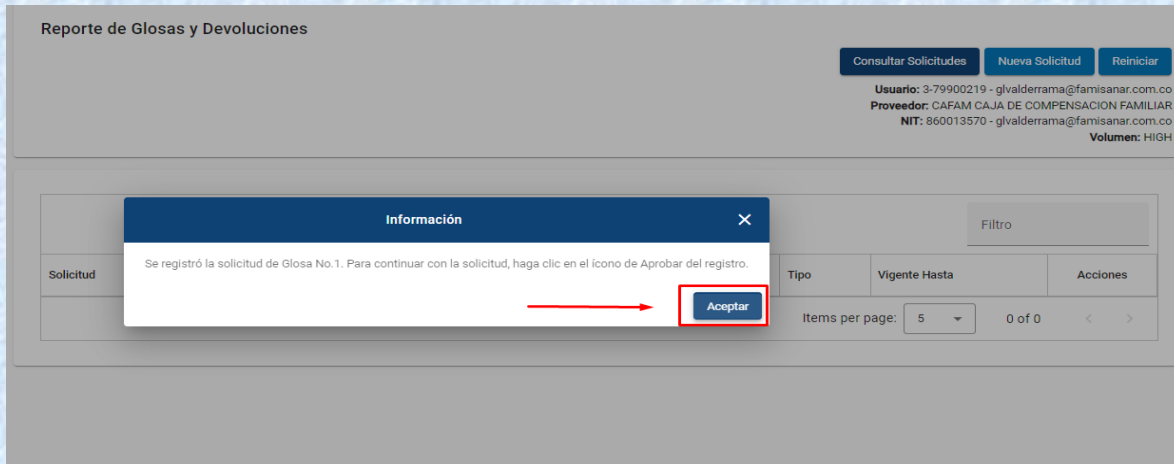 Reporte de Glosas y Devoluciones
Consultar Solicitudes Nueva Solicitud Reiniciar
Usuario: 3-79900219 - glvalderrama@famisanar.com.co
Proveedor: CAFAM CAJA DE COMPENSACION FAMILIAR
NIT: 860013570 - glvalderrama@famisanar.com.co
Volumen: HIGH
Información
Filtro
Se registró la solicitud de Glosa No.1. Para continuar con la solicitud, haga clic en el ícono de Aprobar del registro.
Solicitud Tipo Vigente Hasta Acciones
Aceptar
Items per page: 5 0 of 0